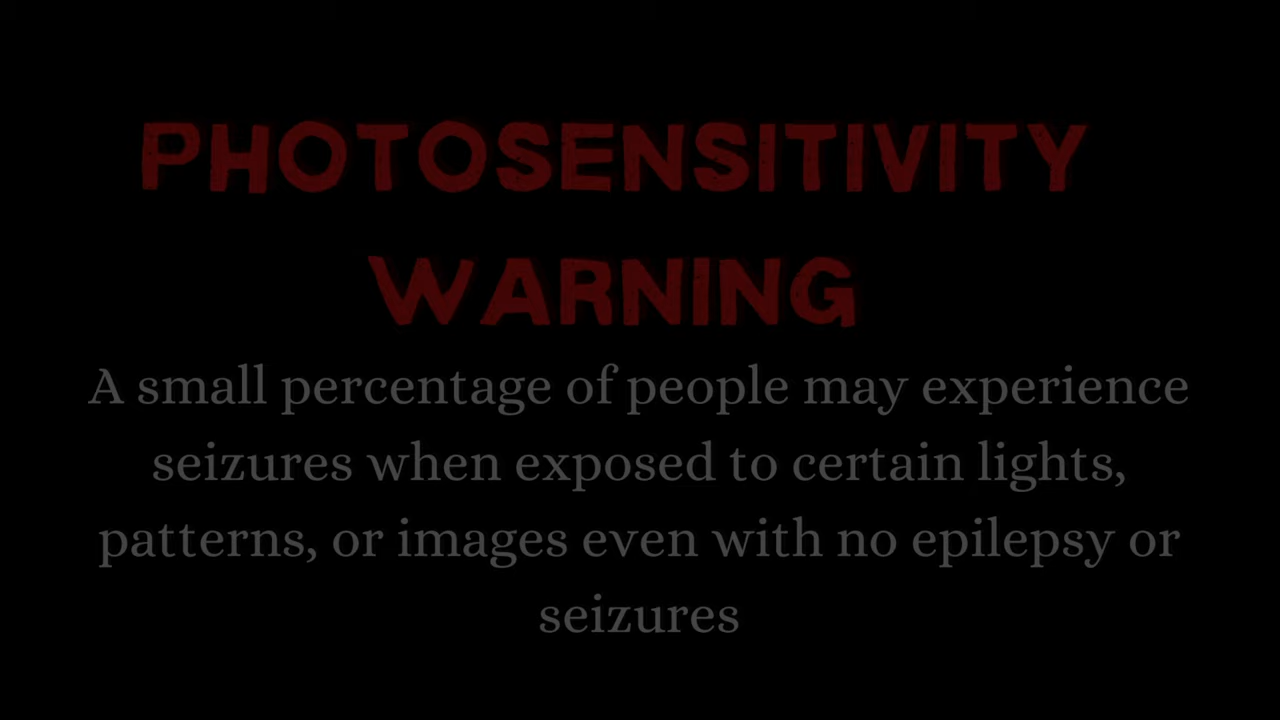 PHOTOSENSITIVITY
WARNING
A small percentage of people may experience
seizures when exposed to certain lights,
patterns, or images even with no epilepsy or
seizures